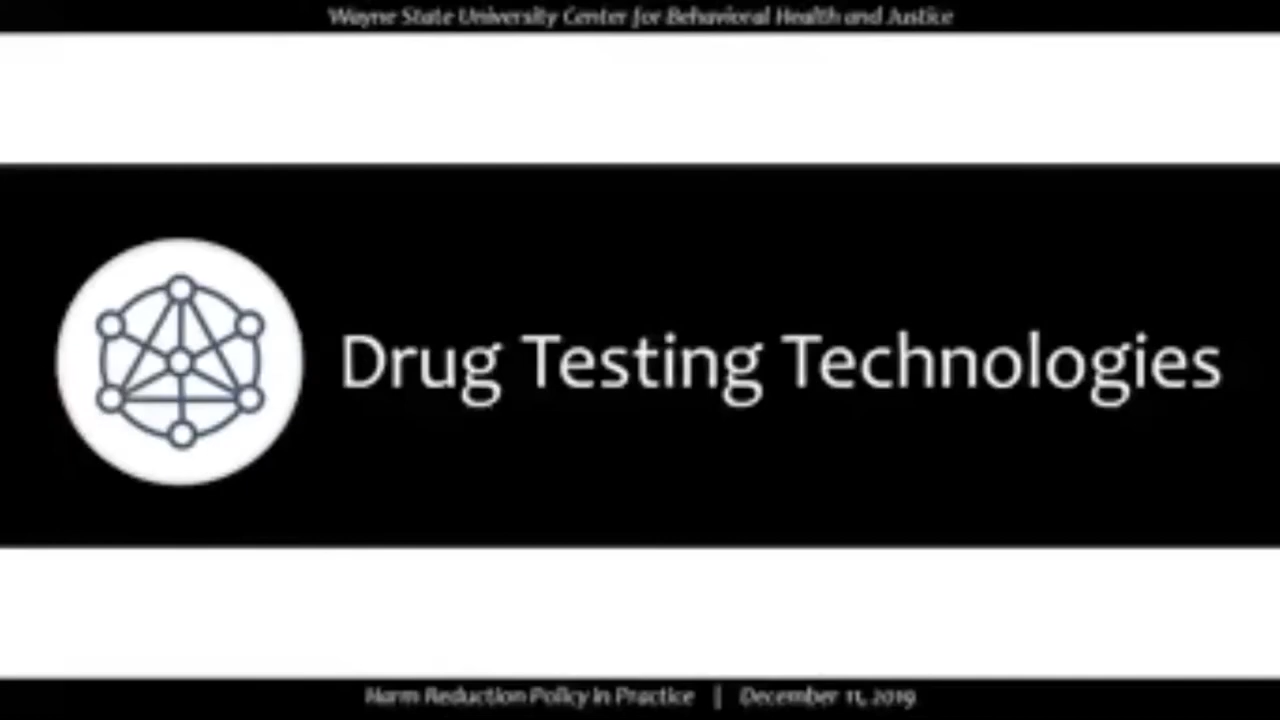 Wayne State University Center for Behavioral Health and Justice
Drug Testing Technologies
Harm Reduction Policy in Practice | December 11, 2019